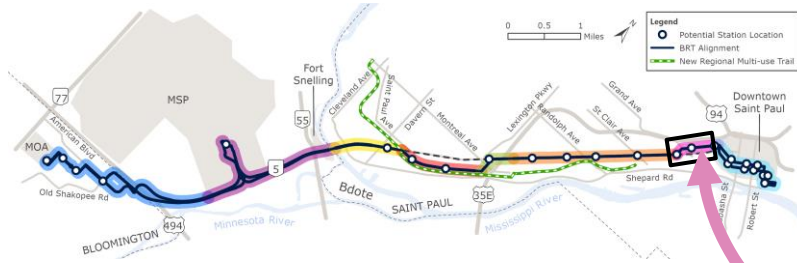 Legend
Potential Station Location
BRT Alignment
New Regional Multi-use Trail
0 1
Miles
77
MOA
American Blvd
MSP
Old Shakopee Rd
BLOOMINGTON
494
Minnesota River
5
55
Fort
Snelling
Cleveland Ave
Saint Paul
Ave
Davern St
Montreal Ave
Bdote
SAINT PAUL
35E
Mississippi River
Lexington Pkwy
Randolph Ave
St Clair Ave
Grand Ave
Shepard Rd
94
Downtown
Saint Paul
Robert St